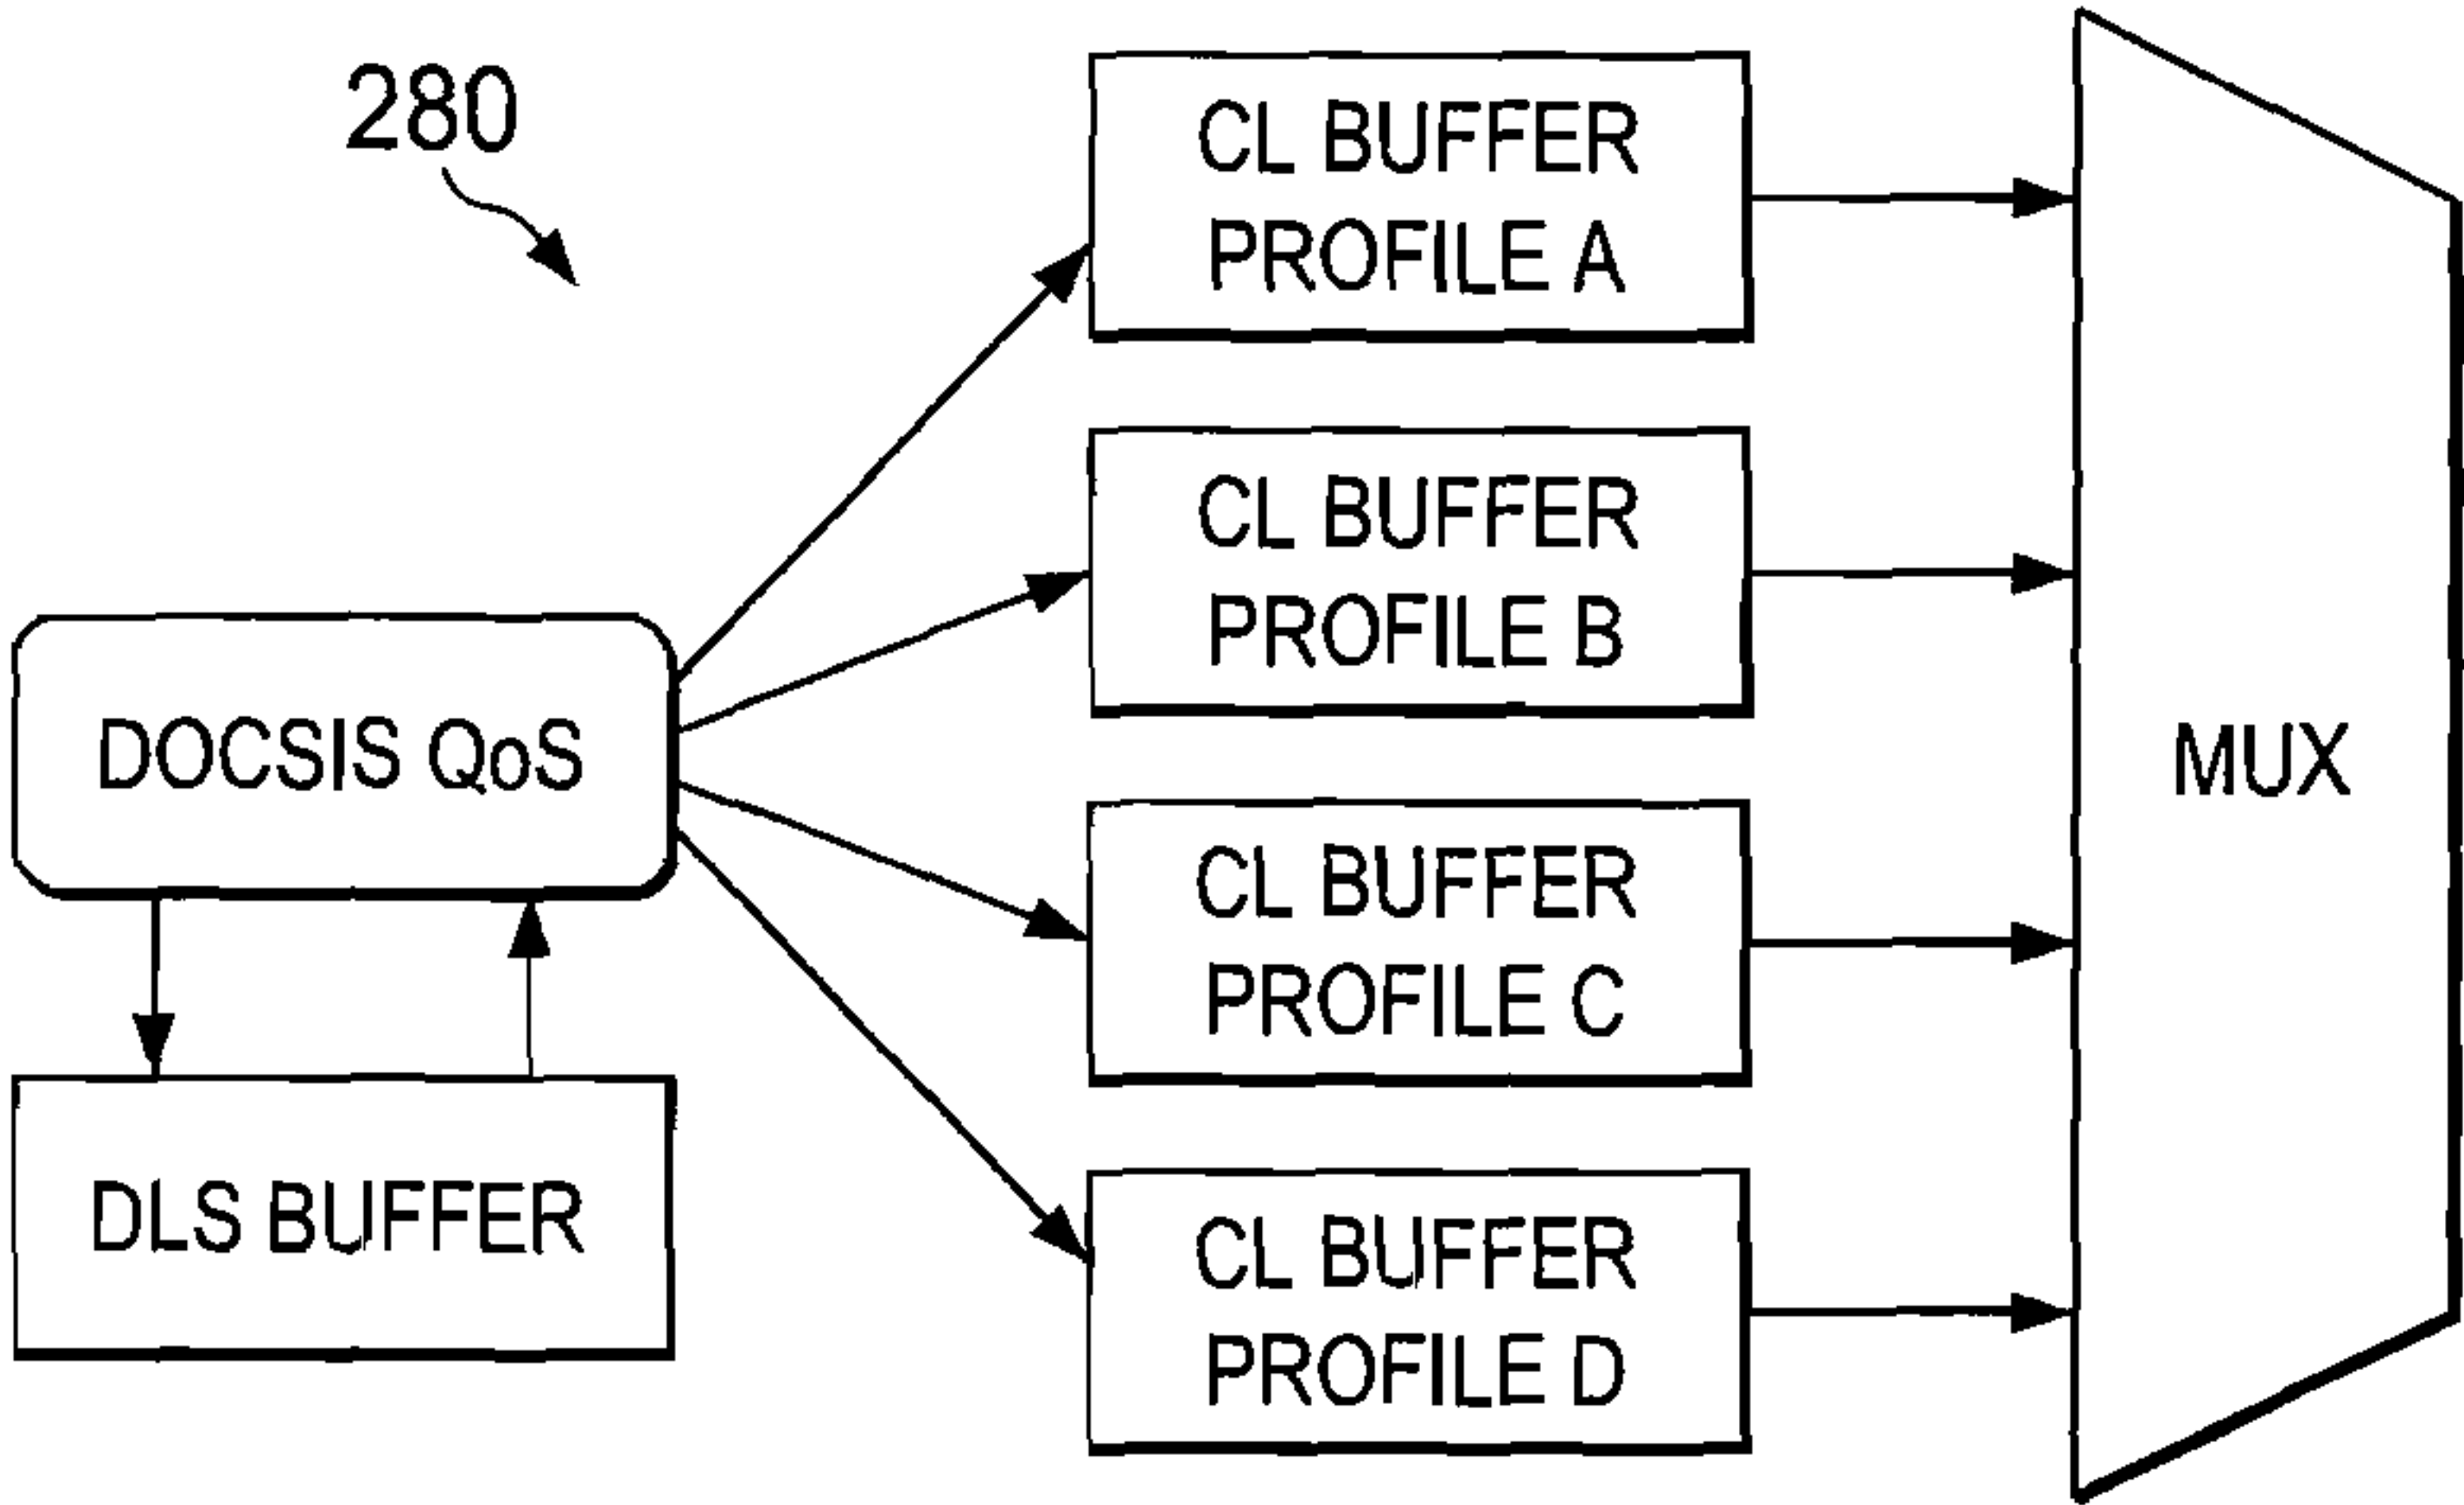 280
CL BUFFER
PROFILE A
CL BUFFER
PROFILE B
DOCSIS QoS
MUX
CL BUFFER
PROFILE C
DLS BUFFER
CL BUFFER
PROFILE D